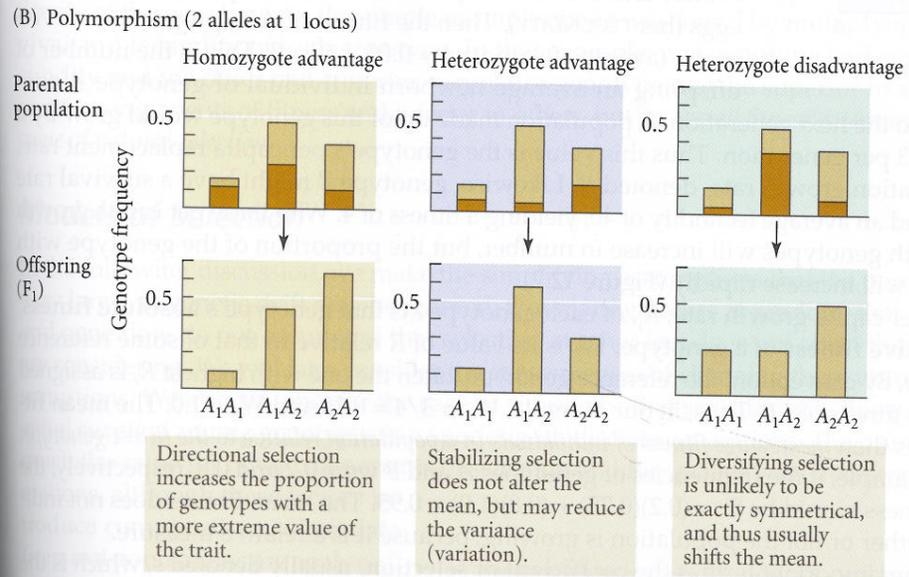 (B) Polymorphism (2 alleles at 1 locus)
Homozygote advantage
Heterozygote advantage
Heterozygote disadvantage
Parental
population
0.5
0.5
0.5
Genotype frequency
Offspring
(F1)
0.5
0.5
0.5
A1A1 A1A2 A2A2
A1A1 A1A2 A2A2
A1A1 A1A2 A2A2
Directional selection
increases the proportion
of genotypes with a
more extreme value of
the trait.
Stabilizing selection
does not alter the
mean, but may reduce
the variance
(variation).
Diversifying selection
is unlikely to be
exactly symmetrical,
and thus usually
shifts the mean.